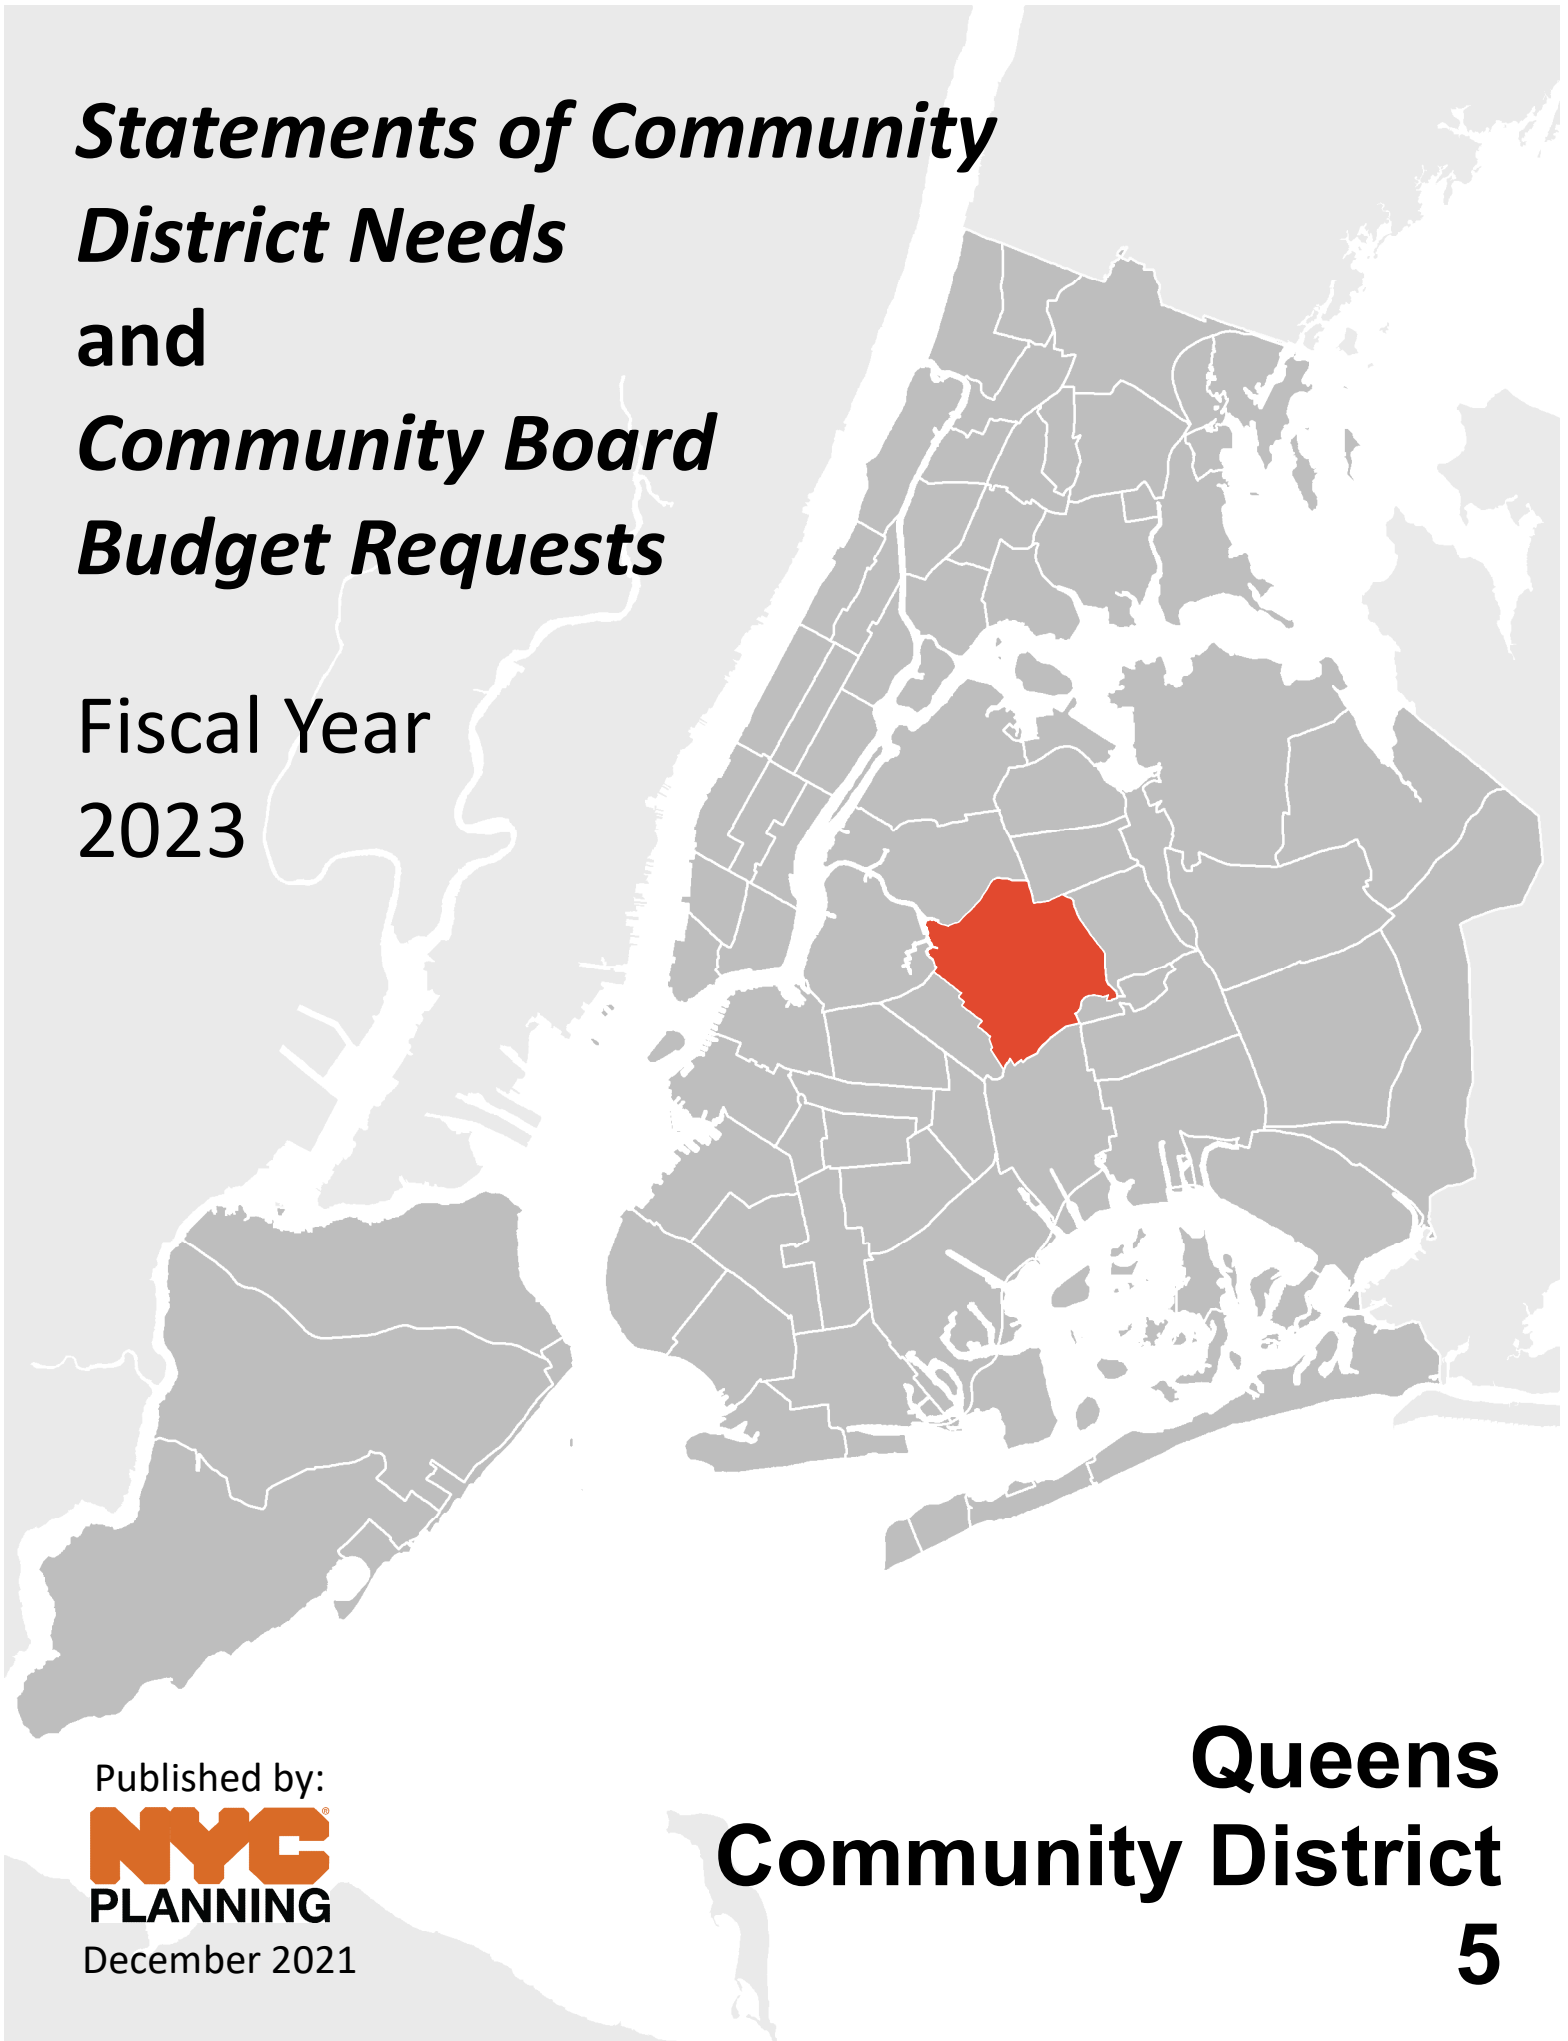 Statements of Community
District Needs
and
Community Board
Budget Requests
Fiscal Year
2023
Published by:
NYC®
PLANNING
December 2021
Queens
Community District
5